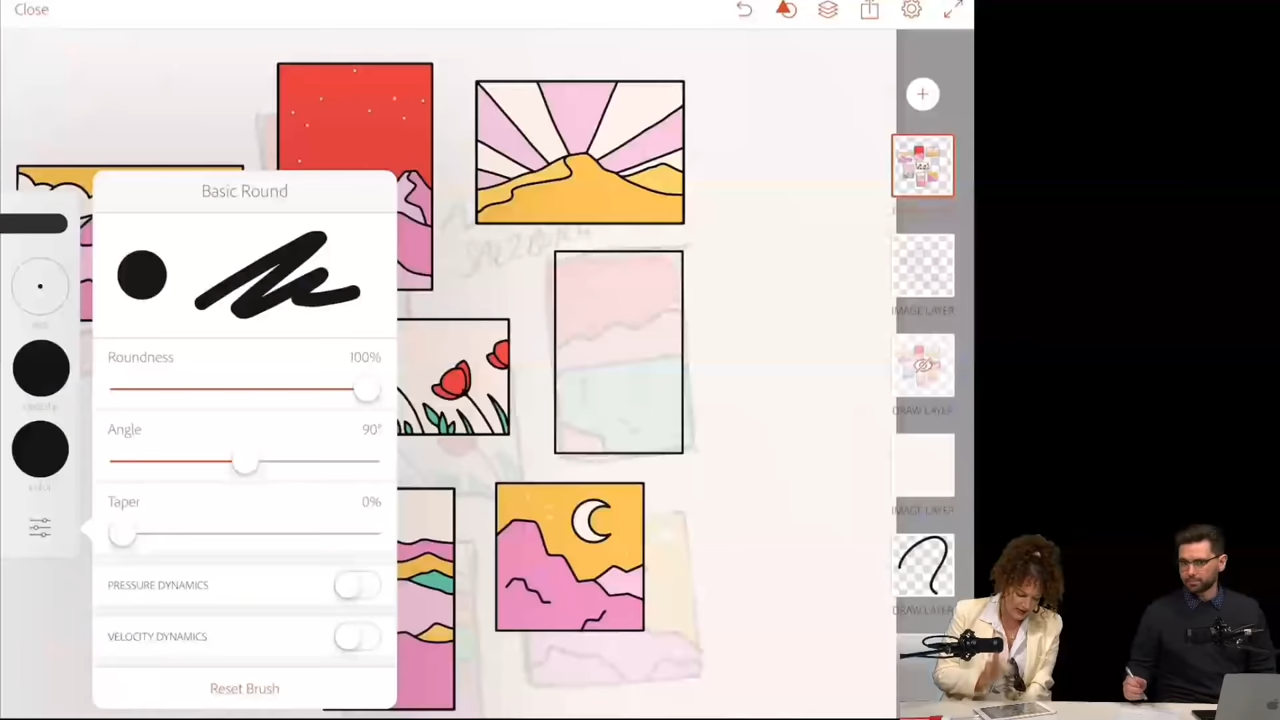 Close
Basic Round
Roundness 100%
Angle 90°
Taper 0%
PRESSURE DYNAMICS
VELOCITY DYNAMICS
Reset Brush
IMAGE LAYER
DRAW LAYER
IMAGE LAYER
DRAW LAYER